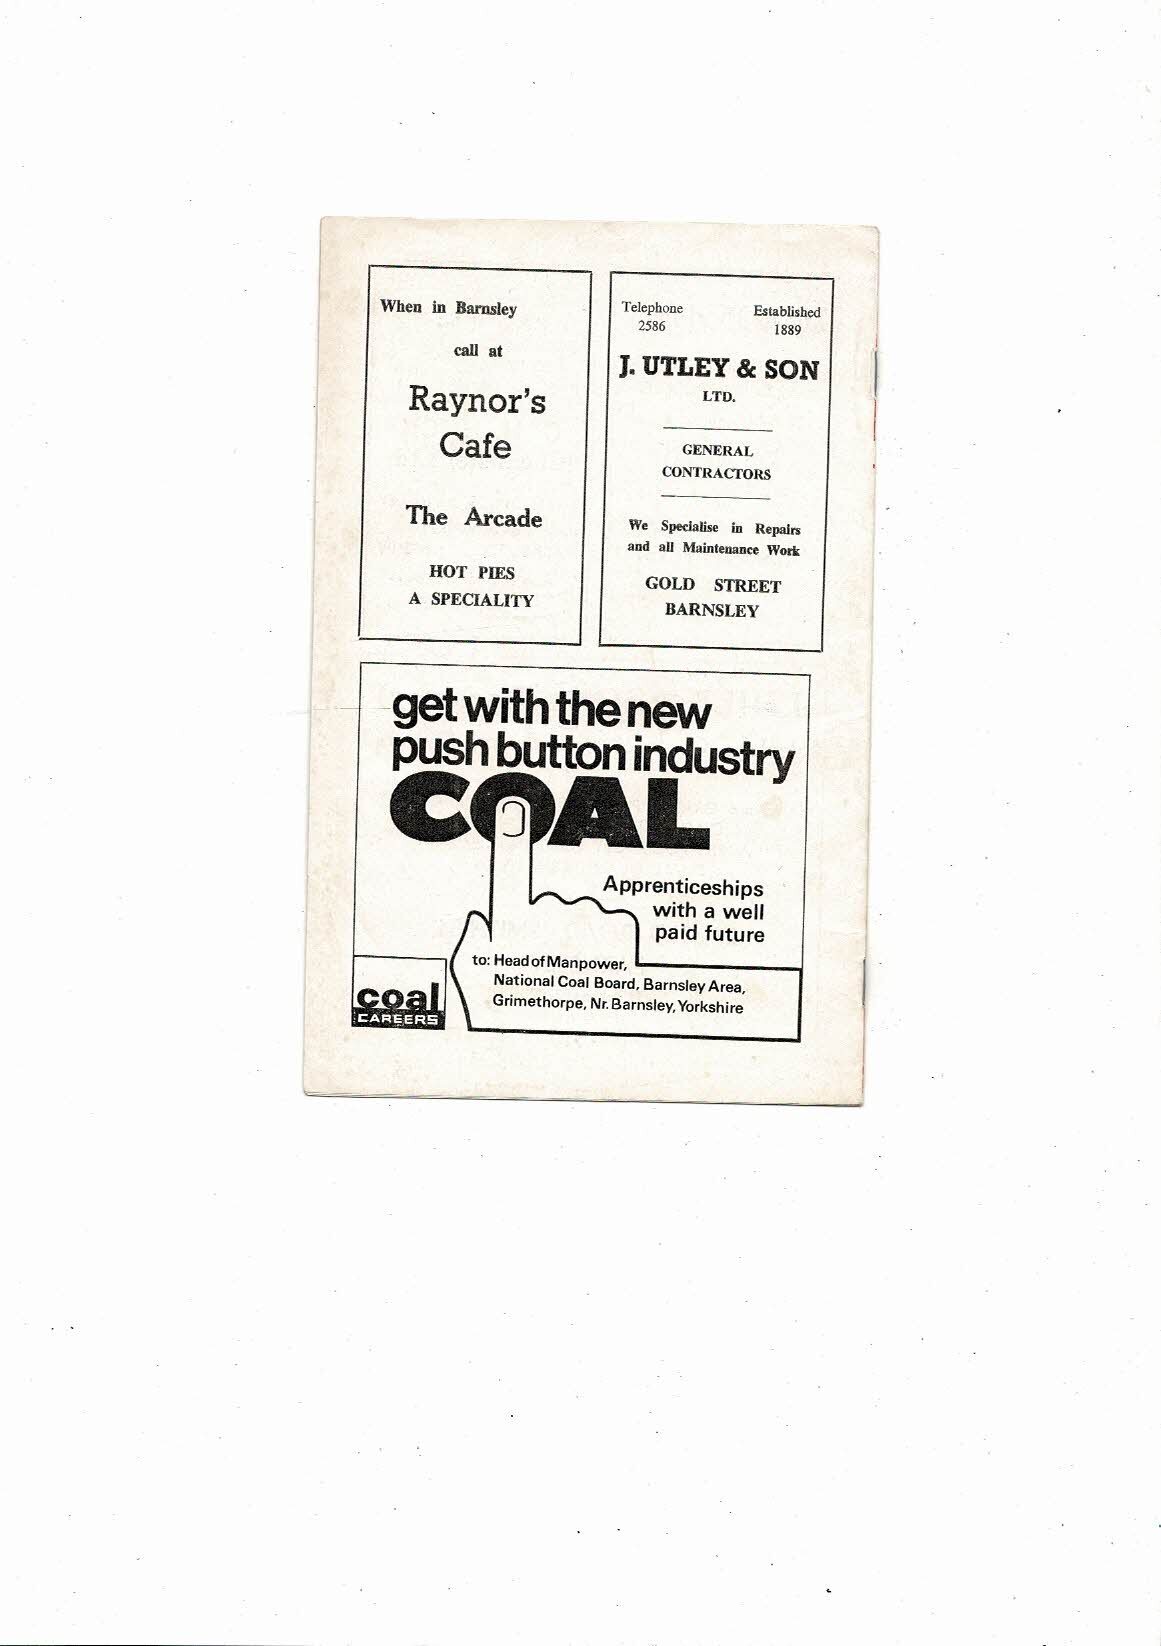 When in Barnsley
call at
Raynor's
Cafe
The Arcade
HOT PIES
A SPECIALITY
Telephone Established
2586 1889
J. UTLEY & SON
LTD.
GENERAL
CONTRACTORS
We Specialise in Repairs
and all Maintenance Work
GOLD STREET
BARNSLEY
get with the new
push button industry
COAL
Apprenticeships
with a well
paid future
to: Head of Manpower,
National Coal Board, Barnsley Area,
Grimethorpe, Nr. Barnsley, Yorkshire
coal
CAREERS